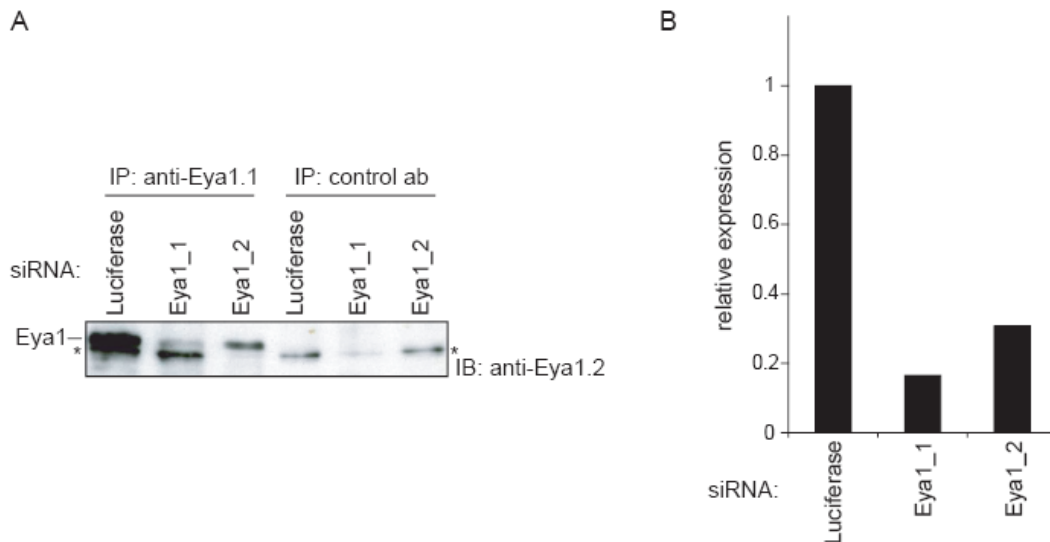 A
IP: anti-Eya1.1
IP: control ab
siRNA:
Luciferase
Eya1_1
Eya1_2
Luciferase
Eya1_1
Eya1_2
Eya1
*
*
IB: anti-Eya1.2
B
relative expression
1
0.8
0.6
0.4
0.2
0
siRNA:
Luciferase
Eya1_1
Eya1_2